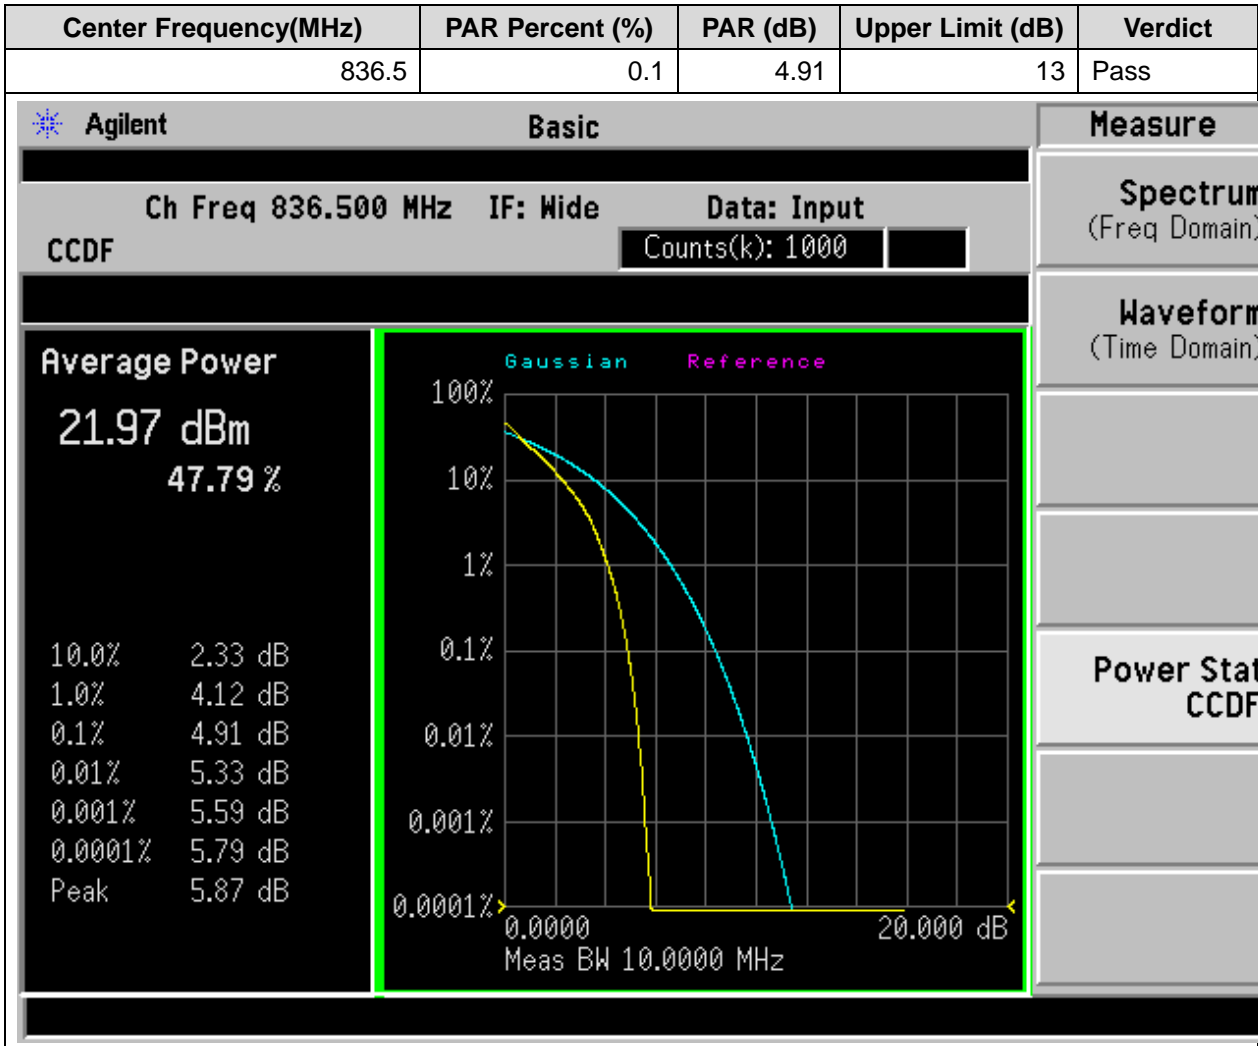 Center Frequency(MHz) PAR Percent (%) PAR (dB) Upper Limit (dB) Verdict
836.5 0.1 4.91 13 Pass
Agilent Basic Measure
Ch Freq 836.500 MHz IF: Wide Data: Input
CCDF Counts(k): 1000
Average Power
21.97 dBm
47.79 %
10.0% 2.33 dB
1.0% 4.12 dB
0.1% 4.91 dB
0.01% 5.33 dB
0.001% 5.59 dB
0.0001% 5.79 dB
Peak 5.87 dB
Gaussian Reference
100%
10%
1%
0.1%
0.01%
0.001%
0.0001%
0.0000 20.000 dB
Meas BW 10.0000 MHz
Spectrum
(Freq Domain)
Waveform
(Time Domain)
Power Stat
CCDF